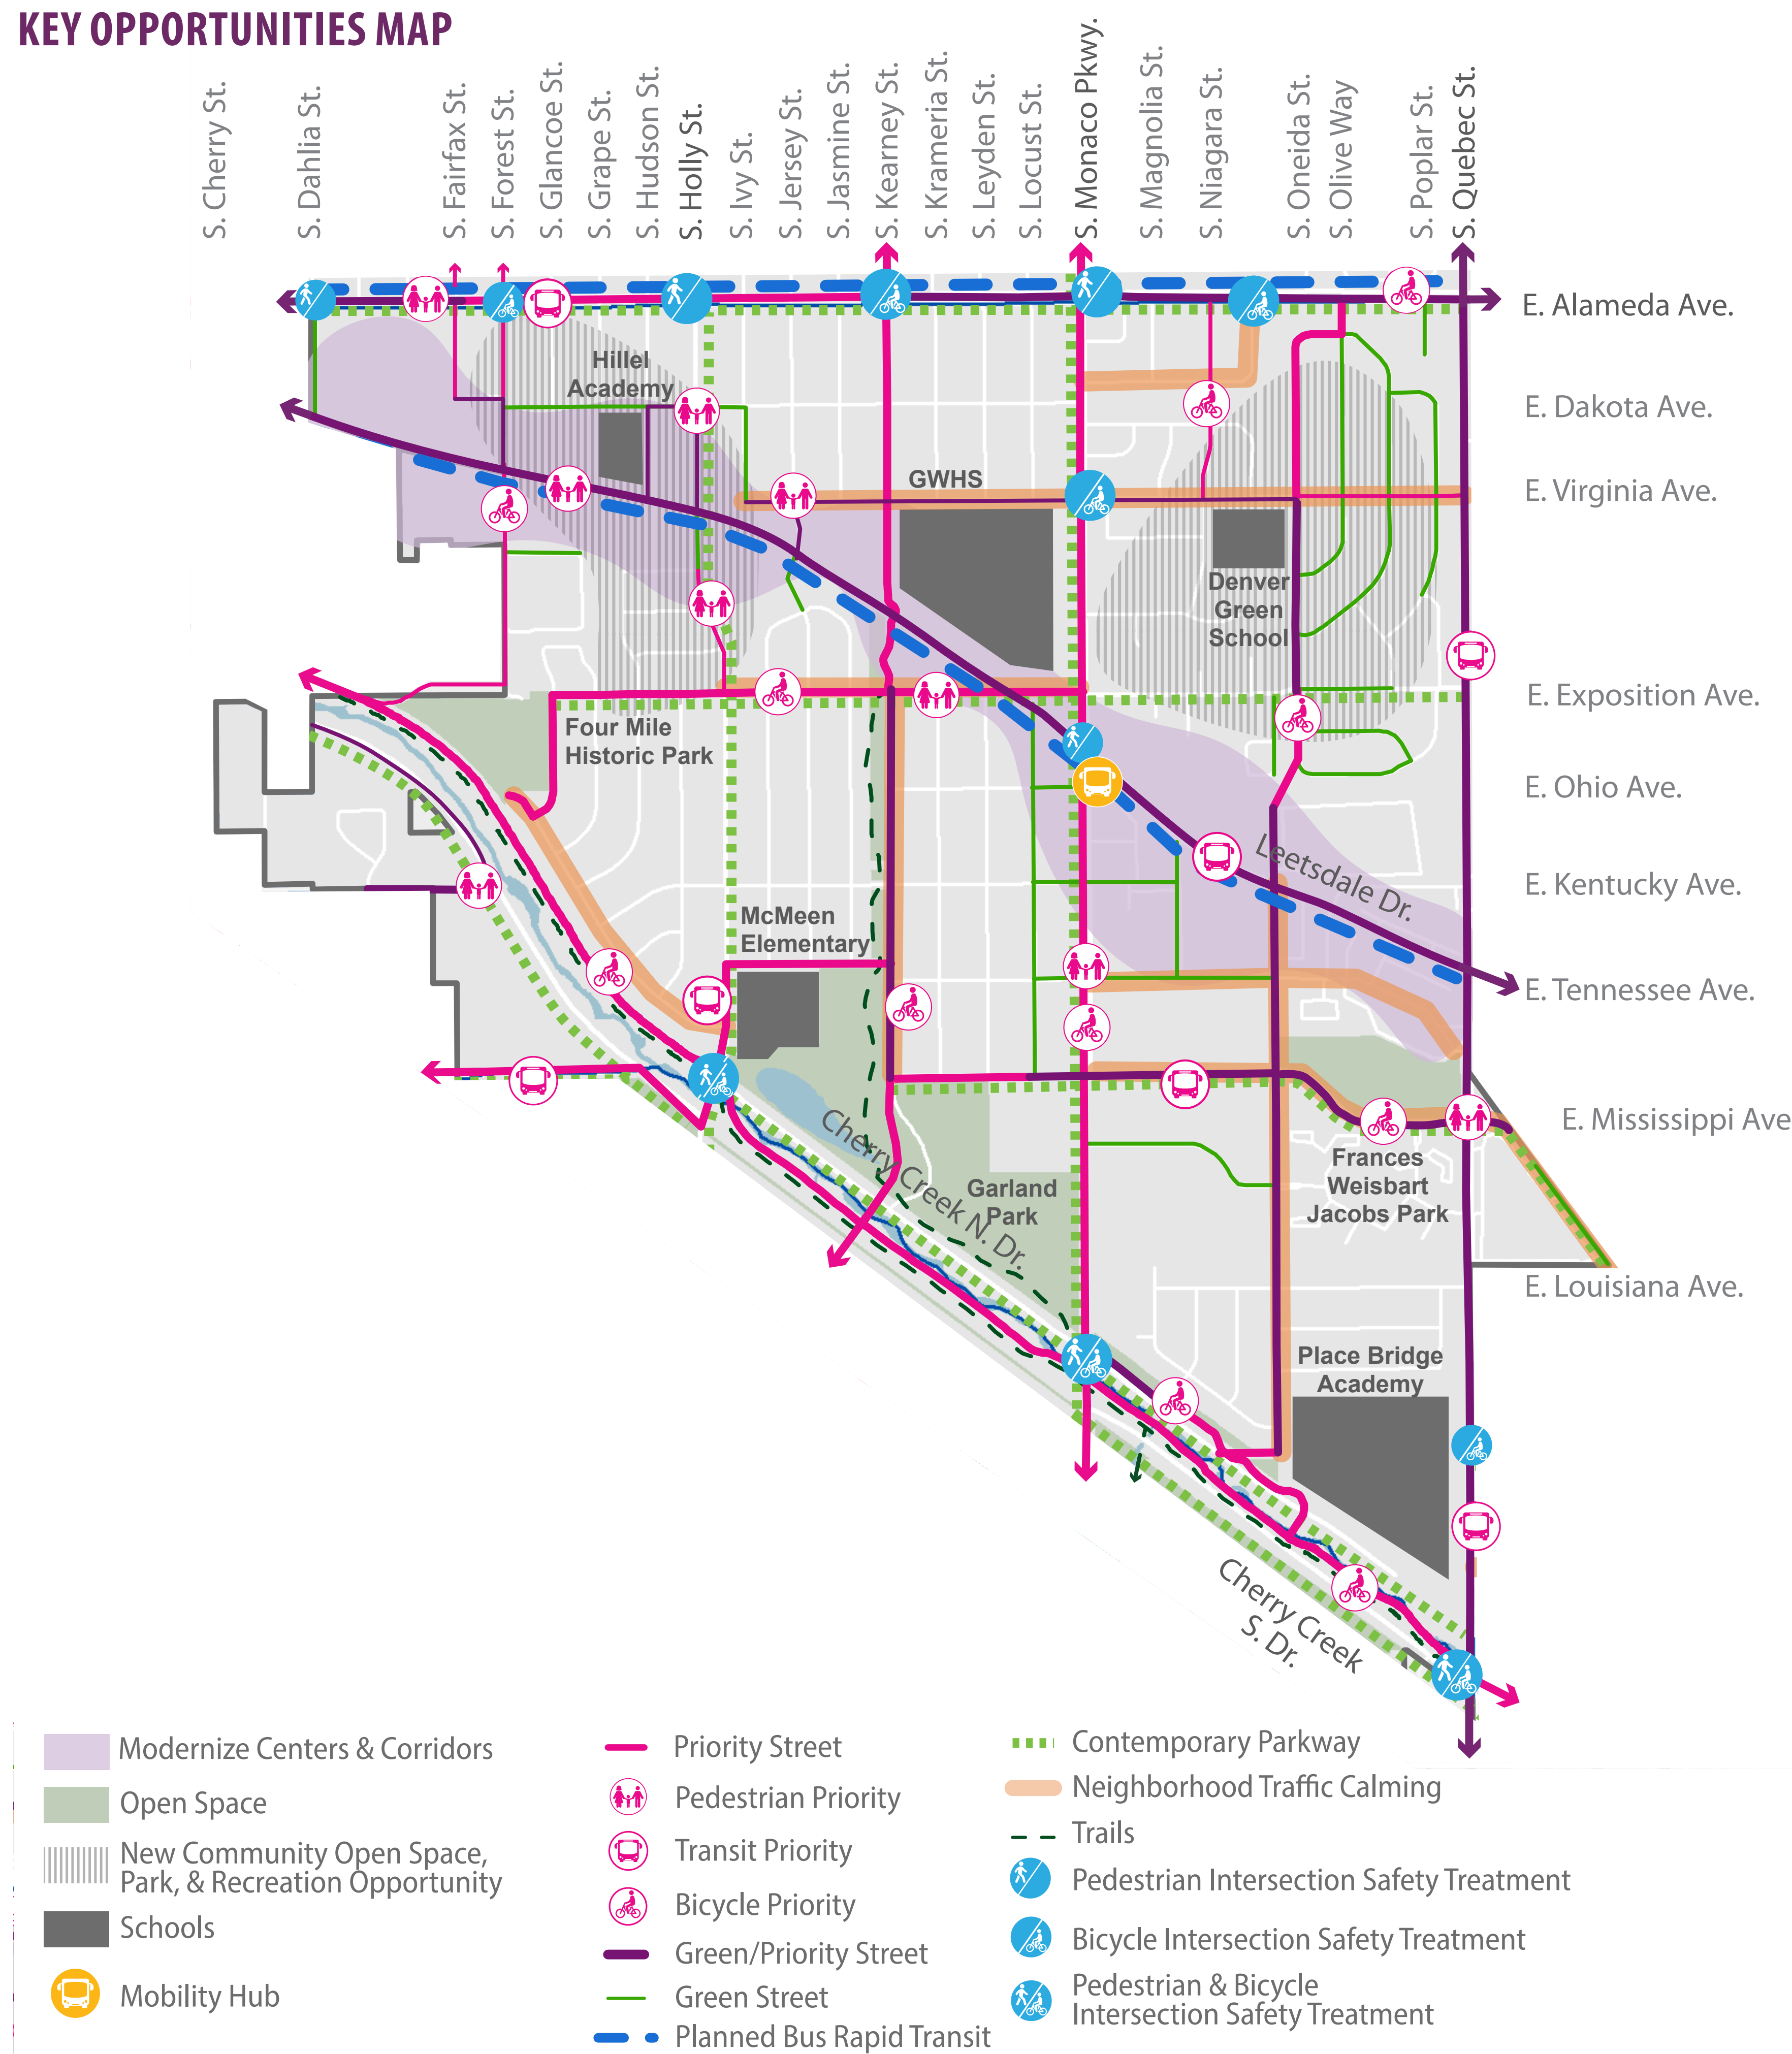 KEY OPPORTUNITIES MAP
S. Cherry St.
S. Dahlia St.
S. Fairfax St.
S. Forest St.
S. Glancoe St.
S. Grape St.
S. Hudson St.
S. Holly St.
S. Ivy St.
S. Jersey St.
S. Jasmine St.
S. Kearney St.
S. Krameria St.
S. Leyden St.
S. Locust St.
S. Monaco Pkwy.
S. Magnolia St.
S. Niagara St.
S. Oneida St.
S. Olive Way
S. Poplar St.
S. Quebec St.
E. Alameda Ave.
Hillel
Academy
E. Dakota Ave.
GWHS
E. Virginia Ave.
Denver
Green
School
E. Exposition Ave.
Four Mile
Historic Park
E. Ohio Ave.
Leetsdale Dr.
E. Kentucky Ave.
McMeen
Elementary
E. Tennessee Ave.
Cherry Creek N. Dr.
E. Mississippi Ave
Frances
Weisbart
Jacobs Park
Garland
Park
E. Louisiana Ave.
Place Bridge
Academy
Cherry Creek
S. Dr.
Modernize Centers & Corridors
Open Space
New Community Open Space,
Park, & Recreation Opportunity
Schools
Mobility Hub
Priority Street
Pedestrian Priority
Transit Priority
Bicycle Priority
Green/Priority Street
Green Street
Planned Bus Rapid Transit
Contemporary Parkway
Neighborhood Traffic Calming
Trails
Pedestrian Intersection Safety Treatment
Bicycle Intersection Safety Treatment
Pedestrian & Bicycle
Intersection Safety Treatment